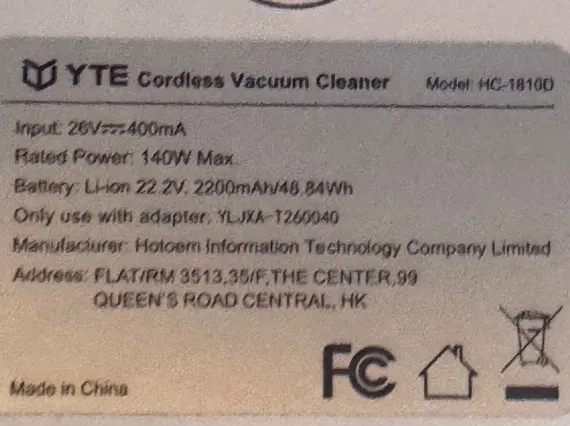 YTE Cordless Vacuum Cleaner Model: HC-1810D
Input: 26V⎓400mA
Rated Power: 140W Max
Battery: Li-ion 22.2V, 2200mAh/48.84Wh
Only use with adapter: YLJXA-T260040
Manufacturer: Hotoem Information Technology Company Limited
Address: FLAT/RM 3513,35/F,THE CENTER,99
QUEEN'S ROAD CENTRAL, HK
Made in China
FC